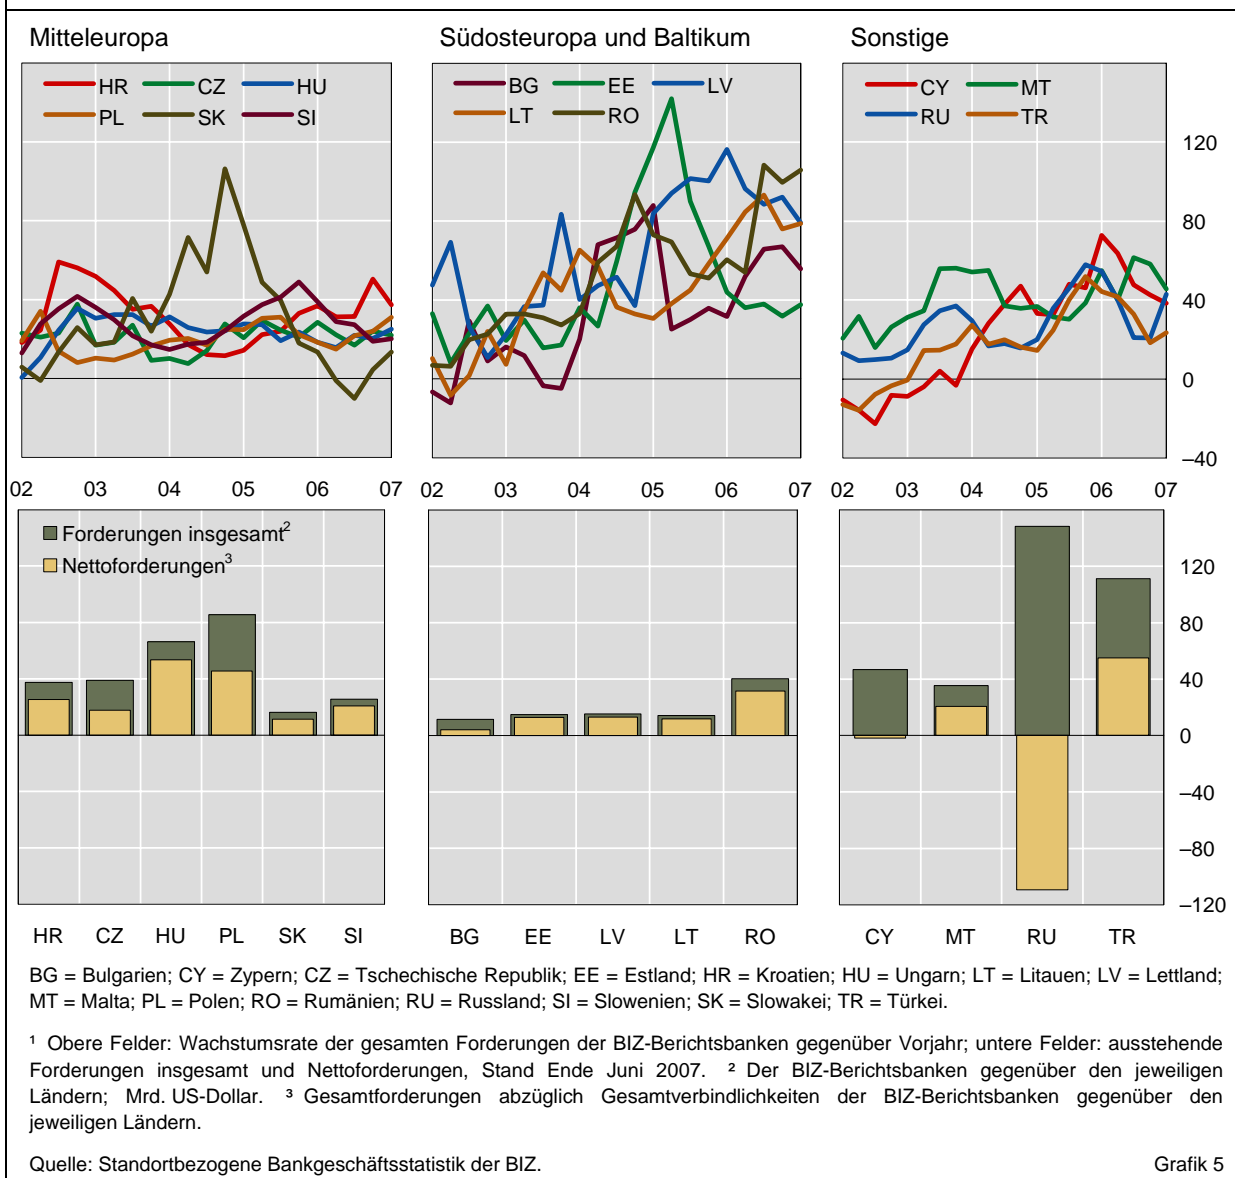 Mitteleuropa
Südosteuropa und Baltikum
Sonstige
HR CZ HU
PL SK SI
BG EE LV
LT RO
CY MT
RU TR
120
80
40
0
–40
02 03 04 05 06 07
02 03 04 05 06 07
02 03 04 05 06 07
Forderungen insgesamt²
Nettoforderungen³
120
80
40
0
–40
–80
–120
HR CZ HU PL SK SI
BG EE LV LT RO
CY MT RU TR
BG = Bulgarien; CY = Zypern; CZ = Tschechische Republik; EE = Estland; HR = Kroatien; HU = Ungarn; LT = Litauen; LV = Lettland;
MT = Malta; PL = Polen; RO = Rumänien; RU = Russland; SI = Slowenien; SK = Slowakei; TR = Türkei.
¹ Obere Felder: Wachstumsrate der gesamten Forderungen der BIZ-Berichtsbanken gegenüber Vorjahr; untere Felder: ausstehende
Forderungen insgesamt und Nettoforderungen, Stand Ende Juni 2007. ² Der BIZ-Berichtsbanken gegenüber den jeweiligen
Ländern; Mrd. US-Dollar. ³ Gesamtforderungen abzüglich Gesamtverbindlichkeiten der BIZ-Berichtsbanken gegenüber den
jeweiligen Ländern.
Quelle: Standortbezogene Bankgeschäftsstatistik der BIZ.
Grafik 5